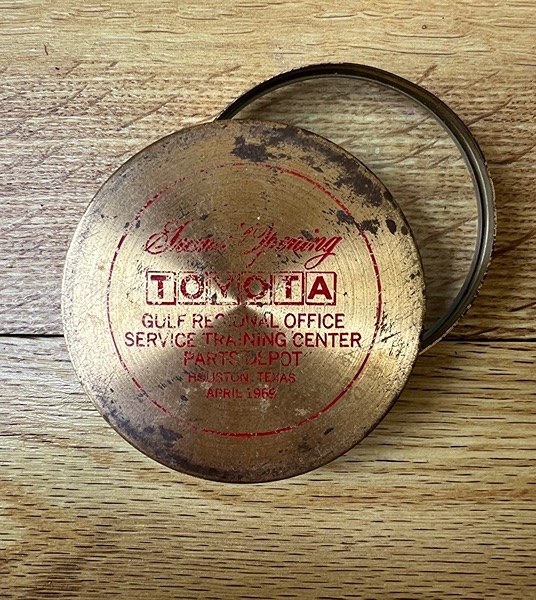 Grand Opening
TOYOTA
GULF REGIONAL OFFICE
SERVICE TRAINING CENTER
PARTS DEPOT
HOUSTON, TEXAS
APRIL 1969